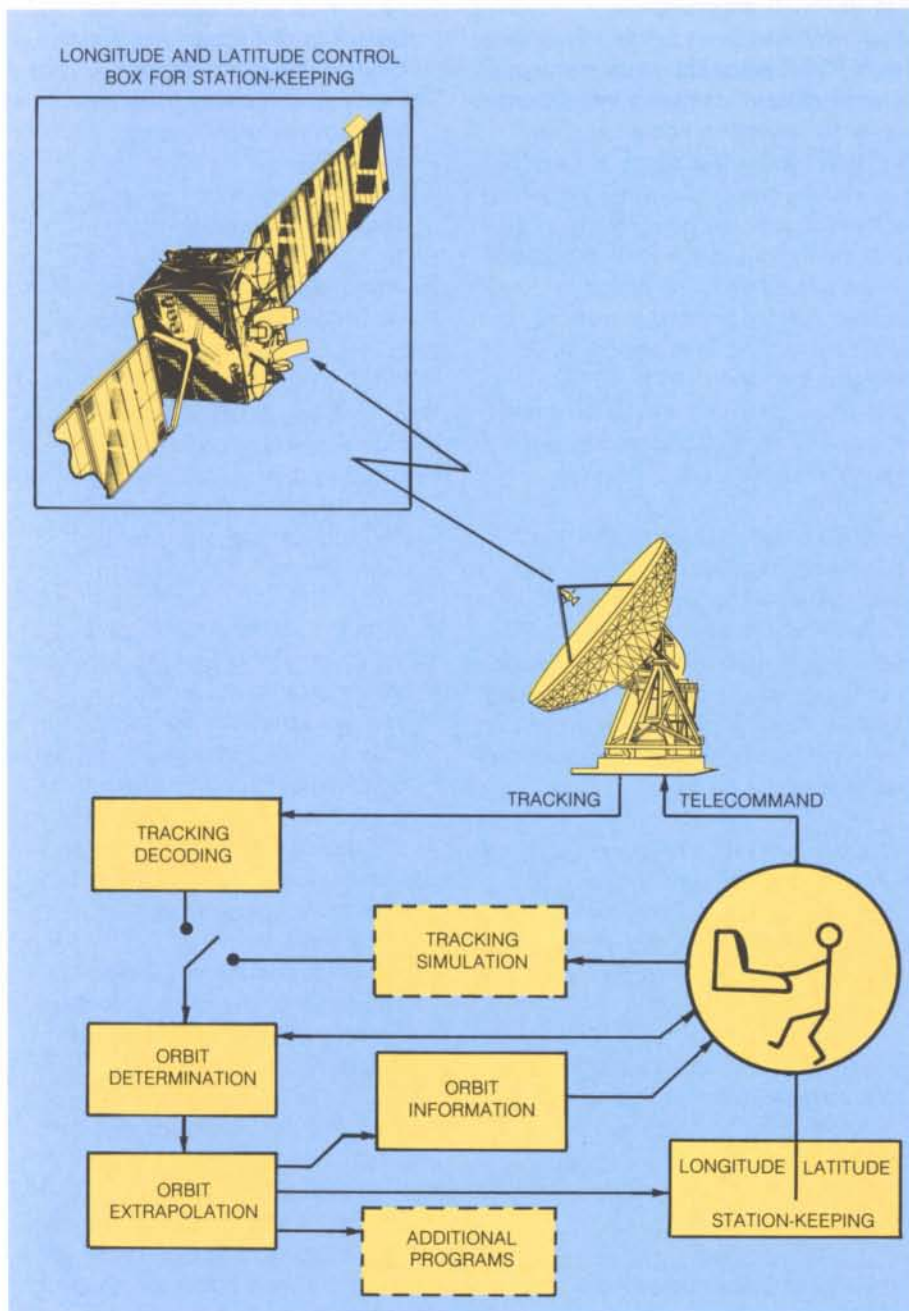 LONGITUDE AND LATITUDE CONTROL
BOX FOR STATION-KEEPING
TRACKING
TELECOMMAND
TRACKING
DECODING
TRACKING
SIMULATION
ORBIT
DETERMINATION
ORBIT
INFORMATION
ORBIT
EXTRAPOLATION
LONGITUDE LATITUDE
STATION-KEEPING
ADDITIONAL
PROGRAMS